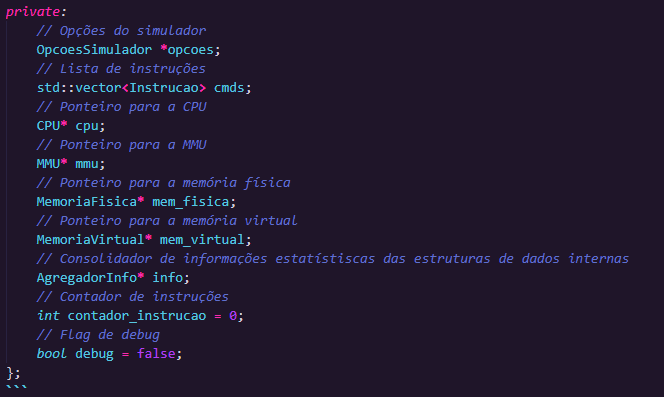 private:
// Opções do simulador
OpcoesSimulador *opcoes;
// Lista de instruções
std::vector<Instrucao> cmds;
// Ponteiro para a CPU
CPU* cpu;
// Ponteiro para a MMU
MMU* mmu;
// Ponteiro para a memória física
MemoriaFisica* mem_fisica;
// Ponteiro para a memória virtual
MemoriaVirtual* mem_virtual;
// Consolidador de informações estatístiscas das estruturas de dados internas
AgregadorInfo* info;
// Contador de instruções
int contador_instrucao = 0;
// Flag de debug
bool debug = false;
};
```